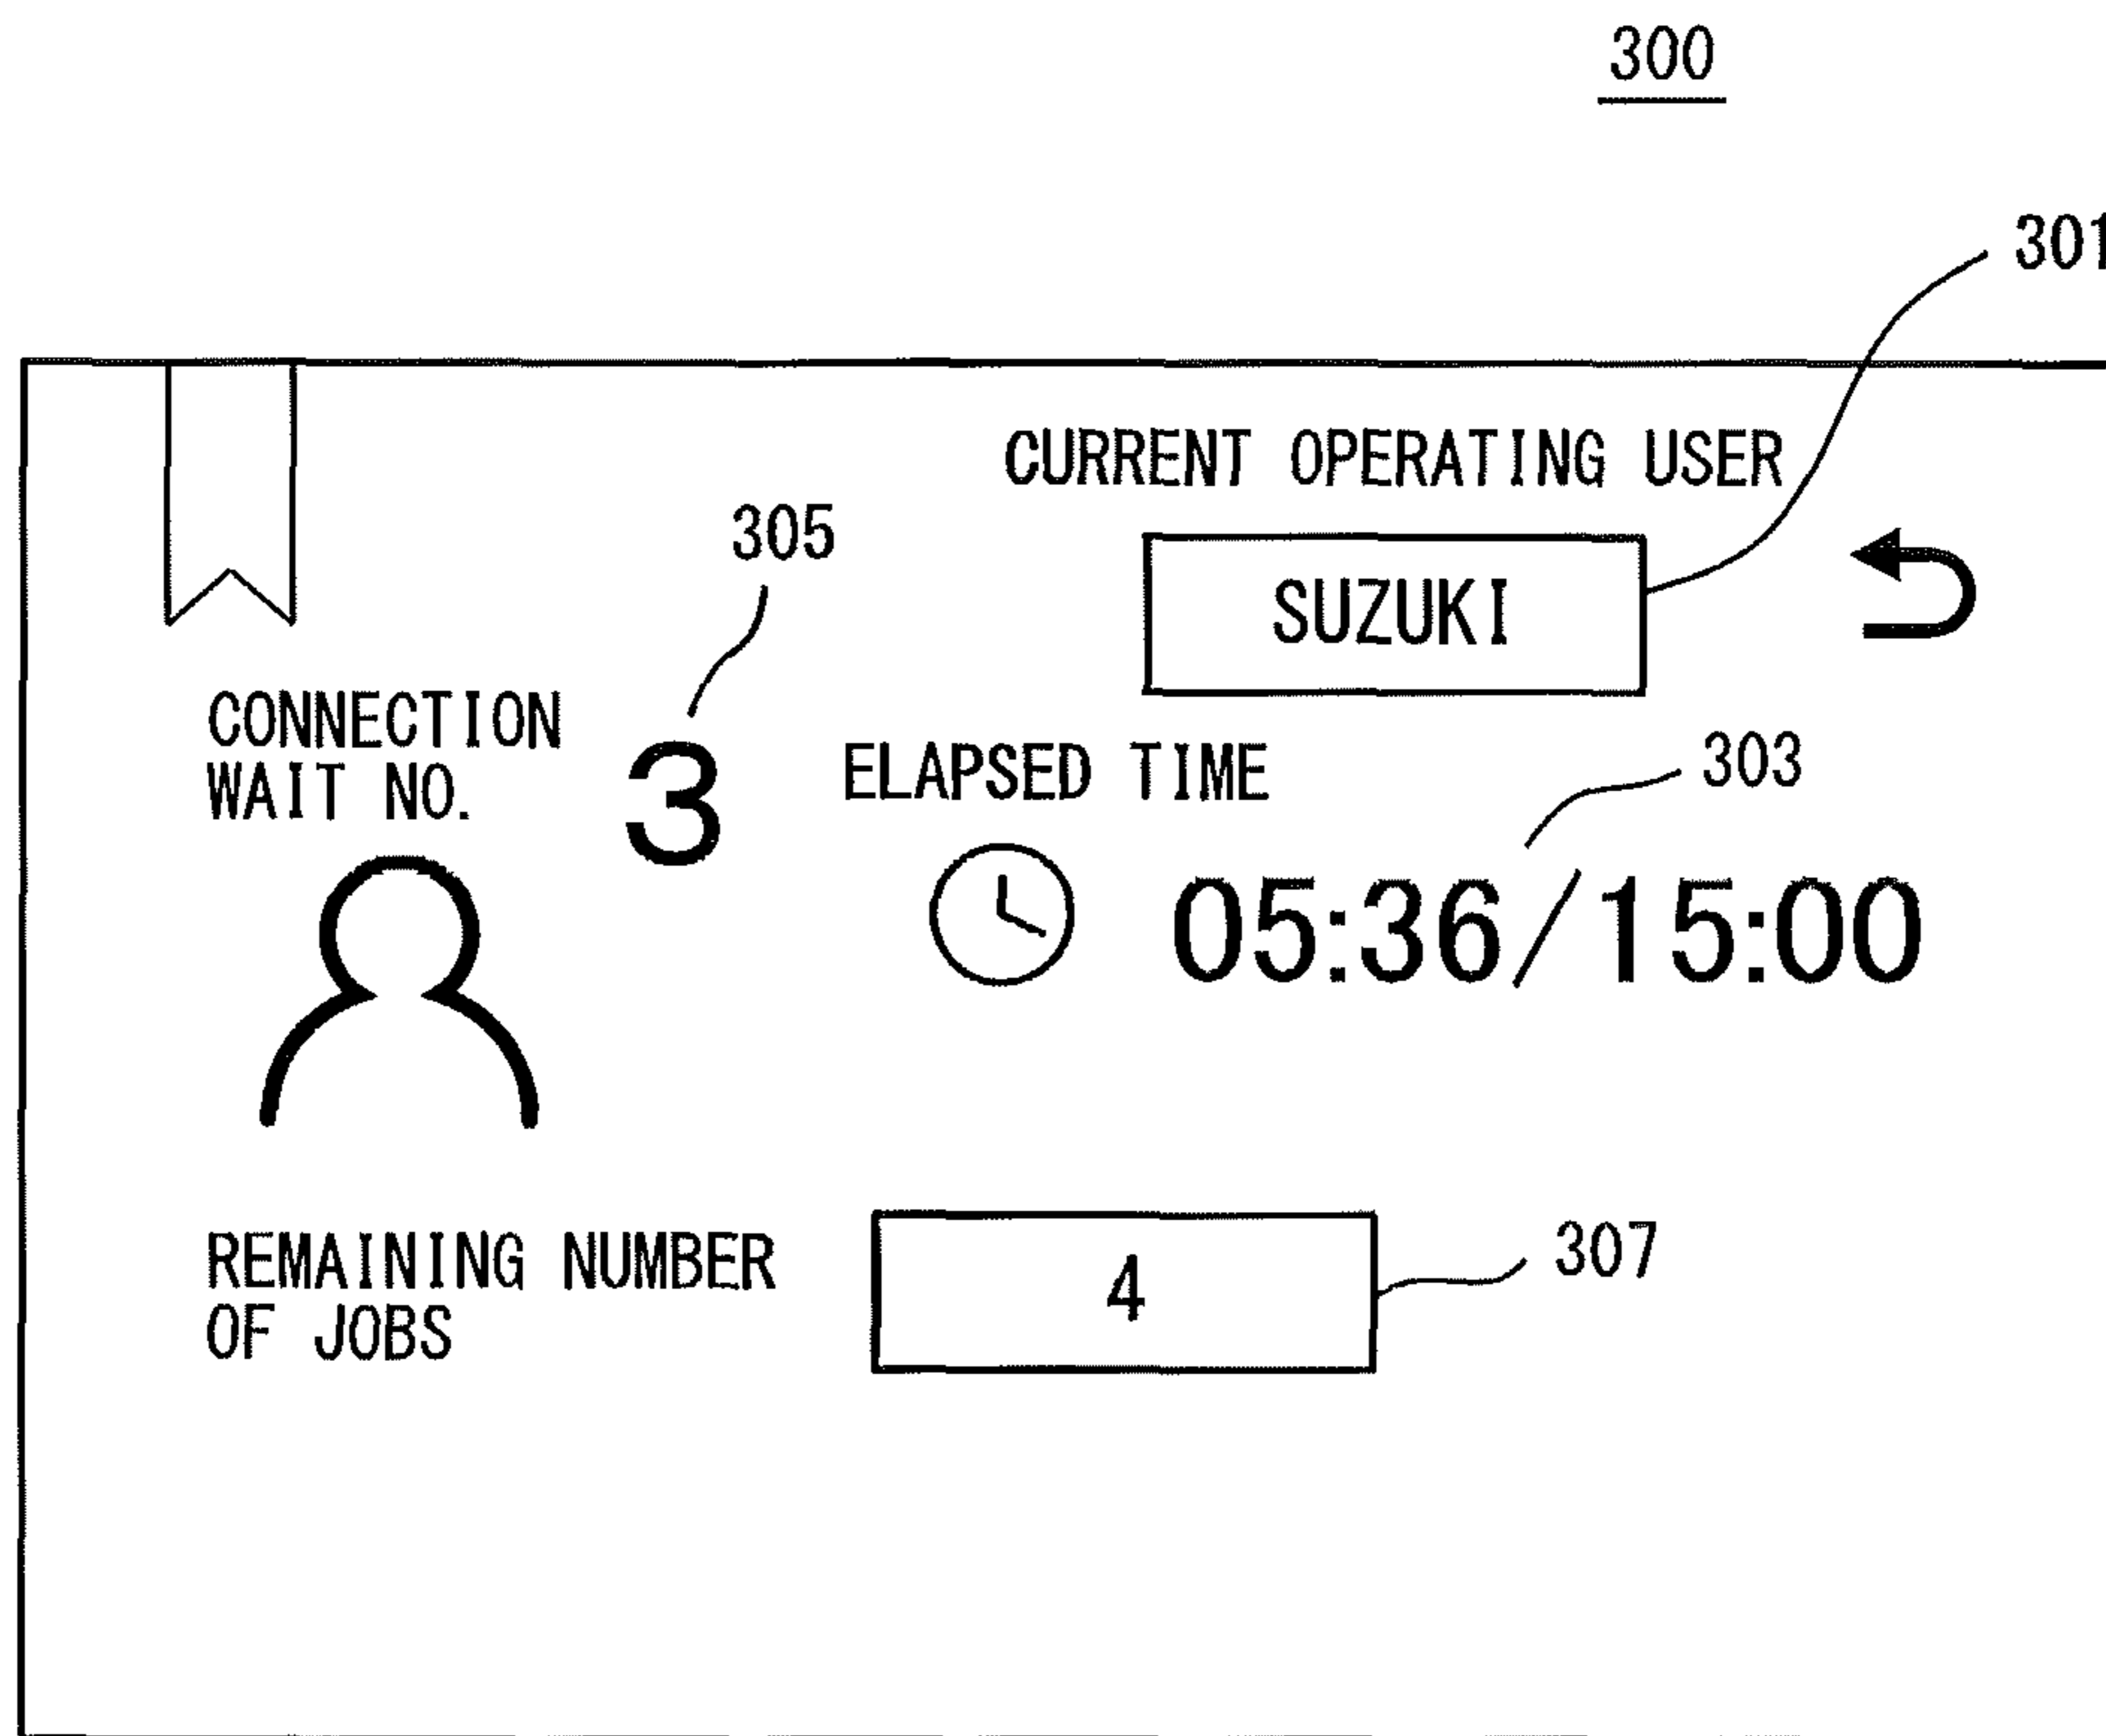 300
301
CURRENT OPERATING USER
305
SUZUKI
CONNECTION
WAIT NO.
3
ELAPSED TIME
303
05:36/15:00
REMAINING NUMBER
OF JOBS
4
307